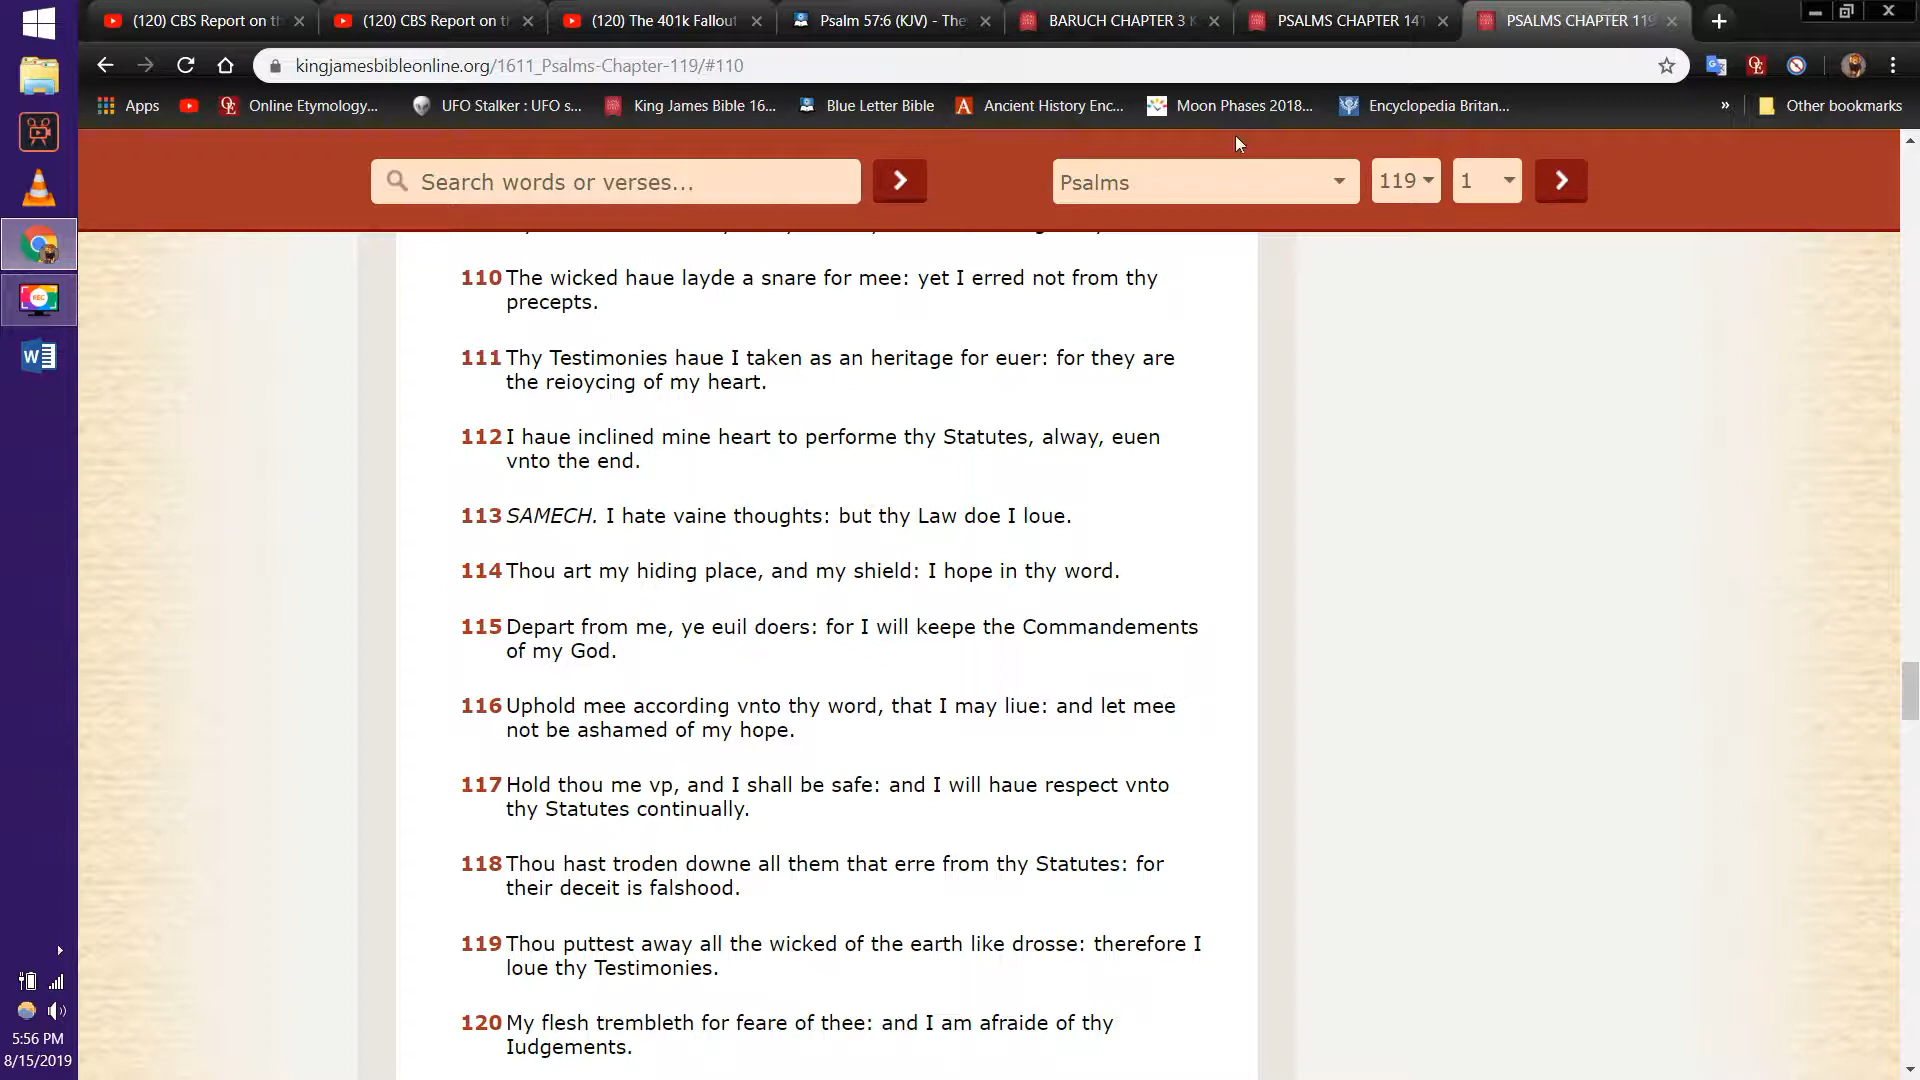 (120) CBS Report on th
(120) CBS Report on th
(120) The 401k Fallout
Psalm 57:6 (KJV) - The
BARUCH CHAPTER 3 K
PSALMS CHAPTER 141
PSALMS CHAPTER 119
kingjamesbibleonline.org/1611_Psalms-Chapter-119/#110
Apps
Online Etymology...
UFO Stalker : UFO s...
King James Bible 16...
Blue Letter Bible
Ancient History Enc...
Moon Phases 2018...
Encyclopedia Britan...
»
Other bookmarks
Search words or verses...
Psalms
119
1
110 The wicked haue layde a snare for mee: yet I erred not from thy
precepts.
111 Thy Testimonies haue I taken as an heritage for euer: for they are
the reioycing of my heart.
112 I haue inclined mine heart to performe thy Statutes, alway, euen
vnto the end.
113 SAMECH. I hate vaine thoughts: but thy Law doe I loue.
114 Thou art my hiding place, and my shield: I hope in thy word.
115 Depart from me, ye euil doers: for I will keepe the Commandements
of my God.
116 Uphold mee according vnto thy word, that I may liue: and let mee
not be ashamed of my hope.
117 Hold thou me vp, and I shall be safe: and I will haue respect vnto
thy Statutes continually.
118 Thou hast troden downe all them that erre from thy Statutes: for
their deceit is falshood.
119 Thou puttest away all the wicked of the earth like drosse: therefore I
loue thy Testimonies.
120 My flesh trembleth for feare of thee: and I am afraide of thy
Iudgements.
REC
5:56 PM
8/15/2019